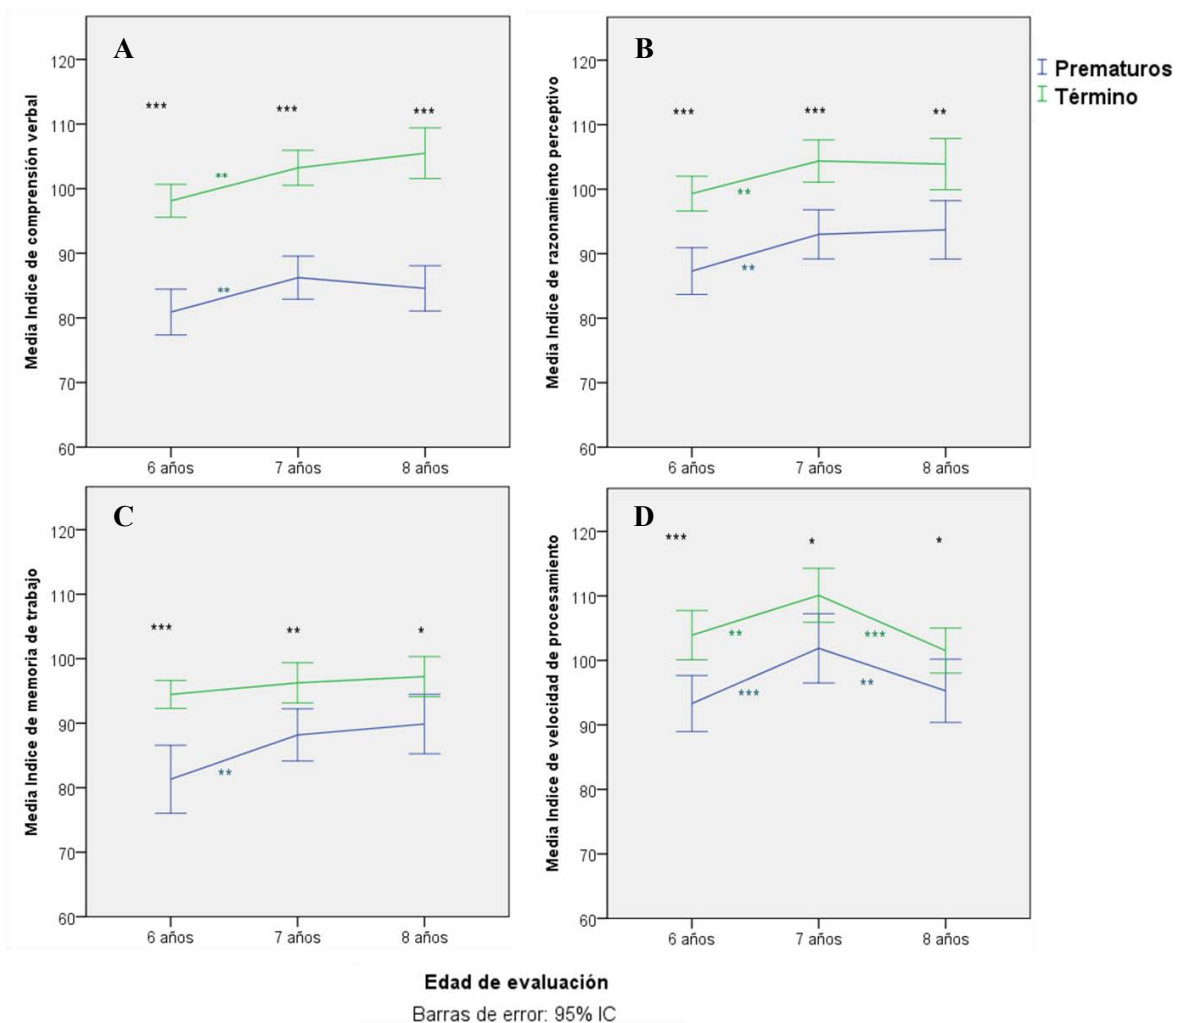 A
Media Indice de comprensión verbal
120
110
100
90
80
70
60
***
***
***
**
**
6 años
7 años
8 años
B
Media Indice de razonamiento perceptivo
120
110
100
90
80
70
60
***
***
**
**
**
6 años
7 años
8 años
Prematuros
Término
C
Media Indice de memoria de trabajo
120
110
100
90
80
70
60
***
**
*
**
6 años
7 años
8 años
D
Media Indice de velocidad de procesamiento
120
110
100
90
80
70
60
***
*
*
**
***
***
**
6 años
7 años
8 años
Edad de evaluación
Barras de error: 95% IC